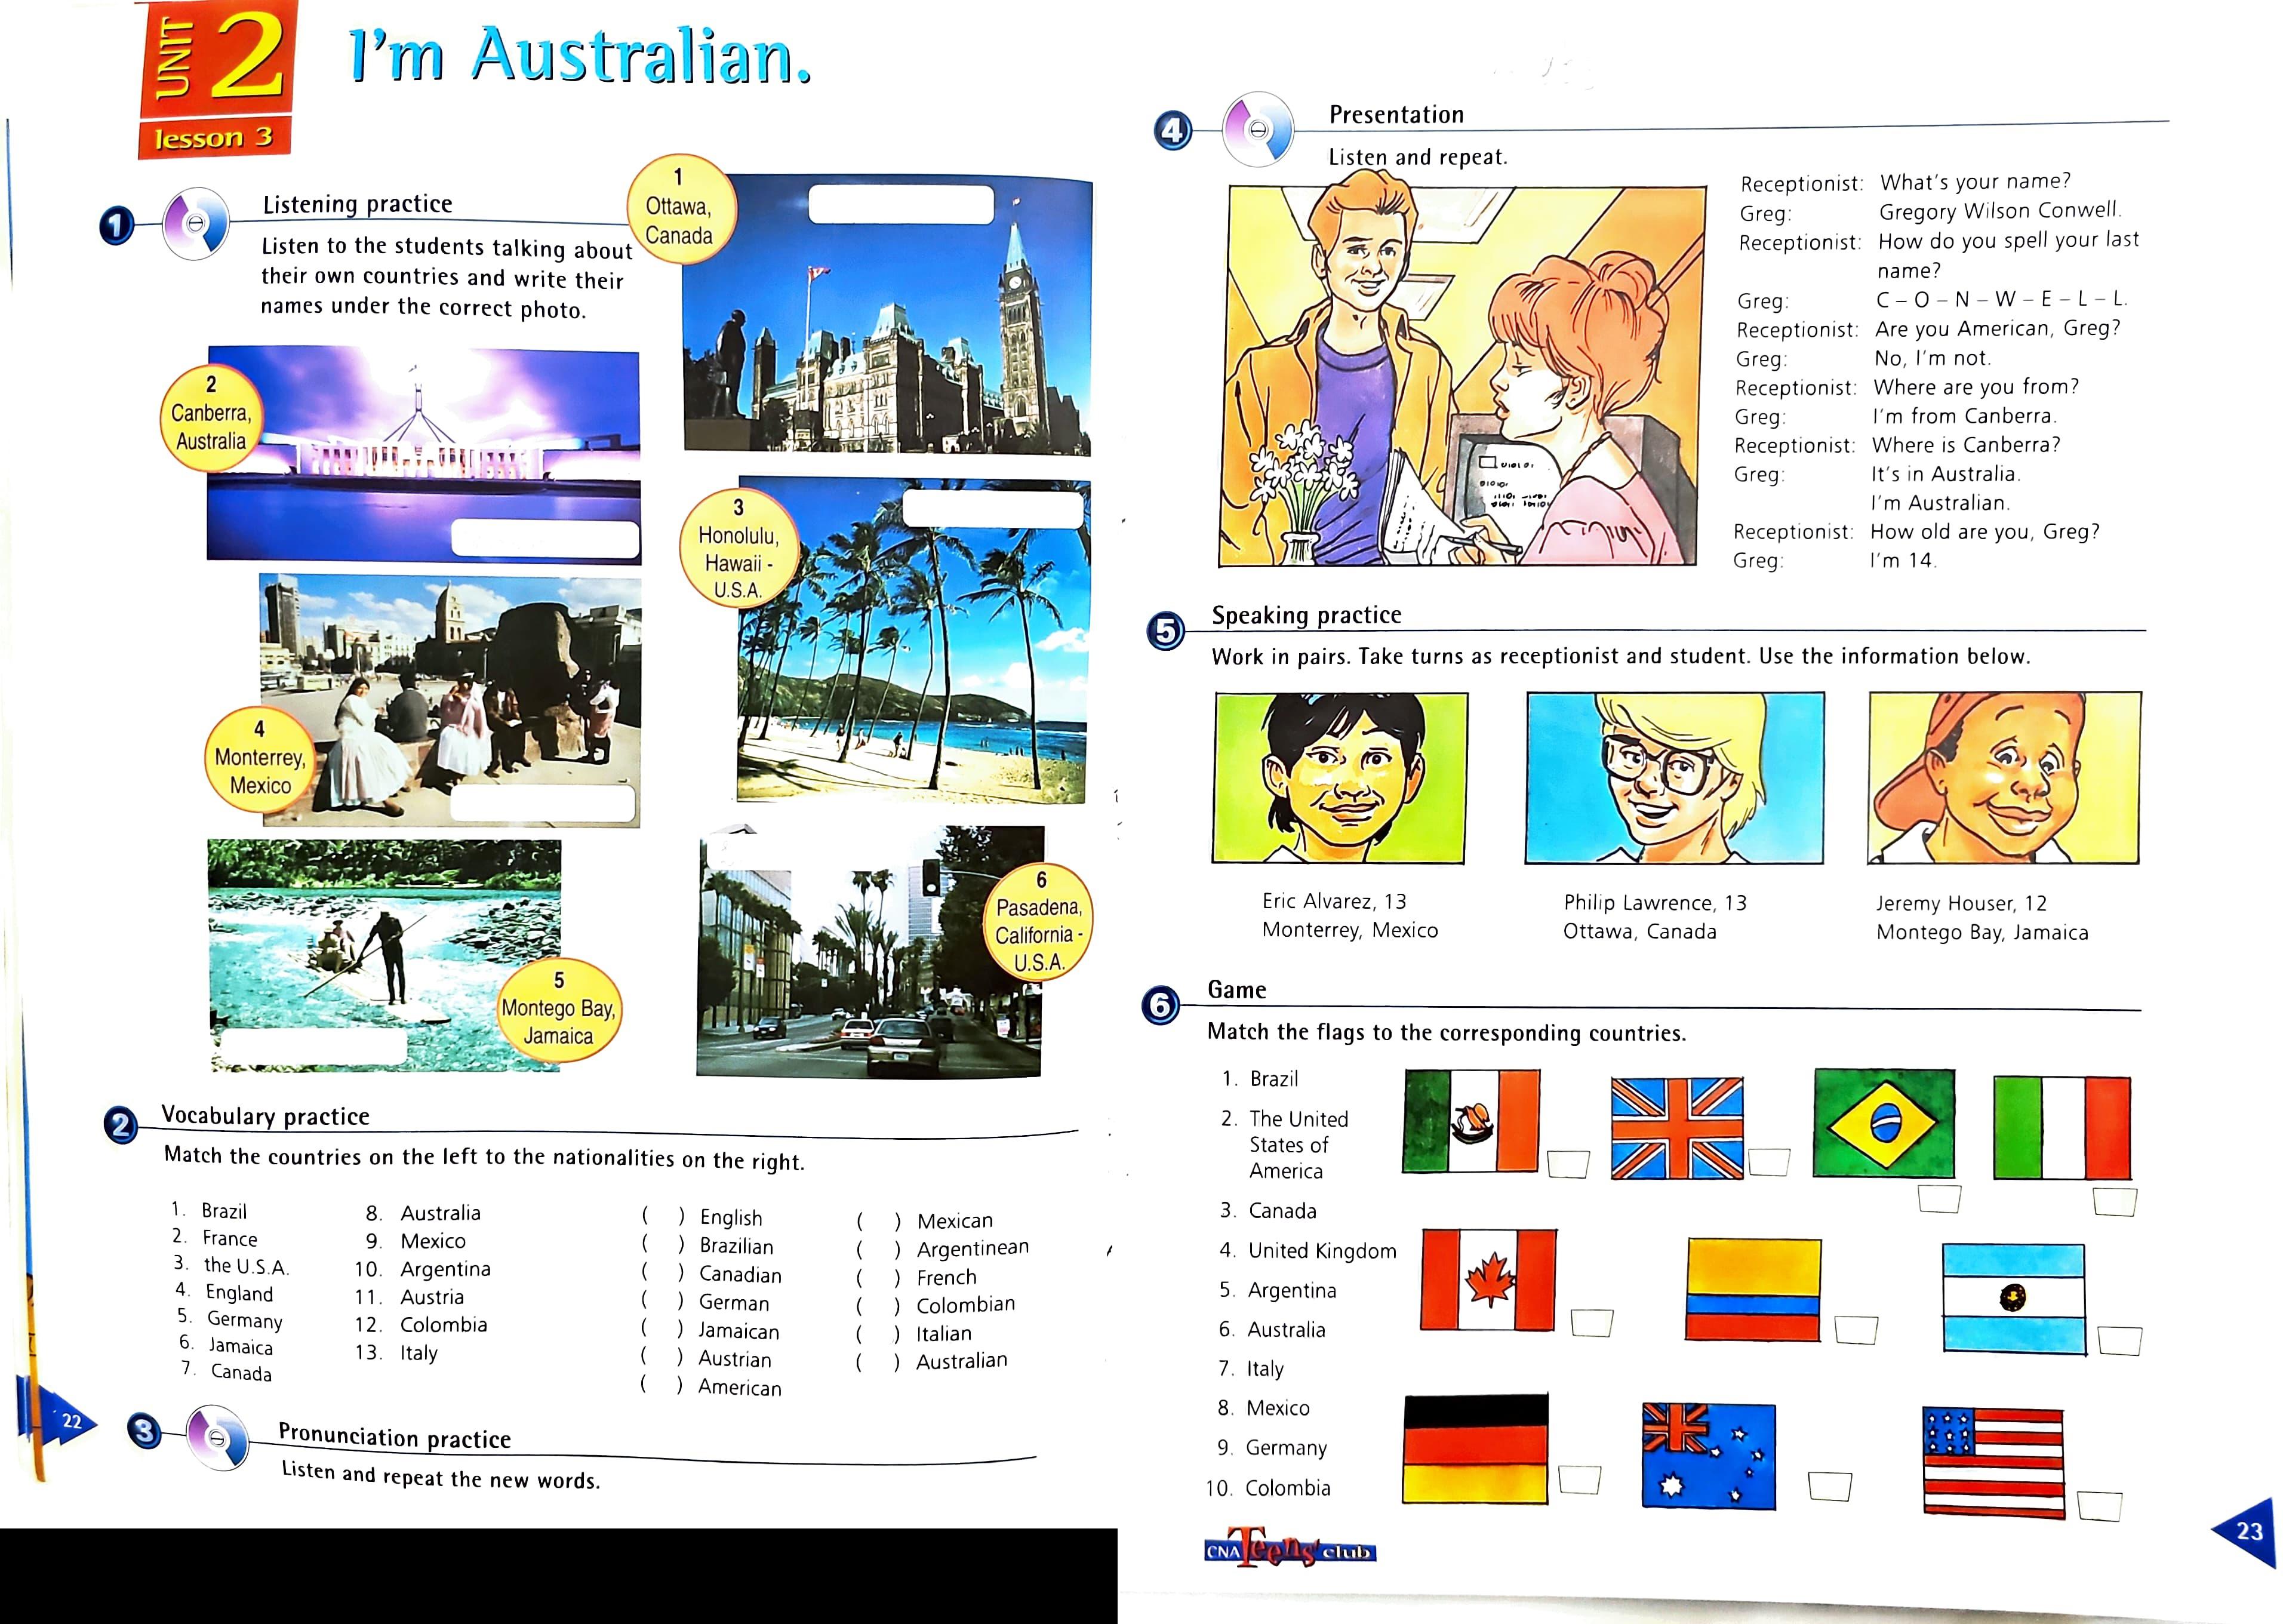 UNIT
2
lesson 3
I'm Australian.
1
Listening practice
Listen to the students talking about
their own countries and write their
names under the correct photo.
1
Ottawa,
Canada
2
Canberra,
Australia
3
Honolulu,
Hawaii -
U.S.A.
4
Monterrey,
Mexico
5
Montego Bay,
Jamaica
6
Pasadena,
California -
U.S.A.
2
Vocabulary practice
Match the countries on the left to the nationalities on the right.
1. Brazil
2. France
3. the U.S.A.
4. England
5. Germany
6. Jamaica
7. Canada
8. Australia
9. Mexico
10. Argentina
11. Austria
12. Colombia
13. Italy
( ) English
( ) Brazilian
( ) Canadian
( ) German
( ) Jamaican
( ) Austrian
( ) American
( ) Mexican
( ) Argentinean
( ) French
( ) Colombian
( ) Italian
( ) Australian
3
Pronunciation practice
Listen and repeat the new words.
22
4
Presentation
Listen and repeat.
Receptionist: What's your name?
Greg: Gregory Wilson Conwell.
Receptionist: How do you spell your last
name?
Greg: C – O – N – W – E – L – L.
Receptionist: Are you American, Greg?
Greg: No, I'm not.
Receptionist: Where are you from?
Greg: I'm from Canberra.
Receptionist: Where is Canberra?
Greg: It's in Australia.
I'm Australian.
Receptionist: How old are you, Greg?
Greg: I'm 14.
5
Speaking practice
Work in pairs. Take turns as receptionist and student. Use the information below.
Eric Alvarez, 13
Monterrey, Mexico
Philip Lawrence, 13
Ottawa, Canada
Jeremy Houser, 12
Montego Bay, Jamaica
6
Game
Match the flags to the corresponding countries.
1. Brazil
2. The United
States of
America
3. Canada
4. United Kingdom
5. Argentina
6. Australia
7. Italy
8. Mexico
9. Germany
10. Colombia
CNA Teens' club
23